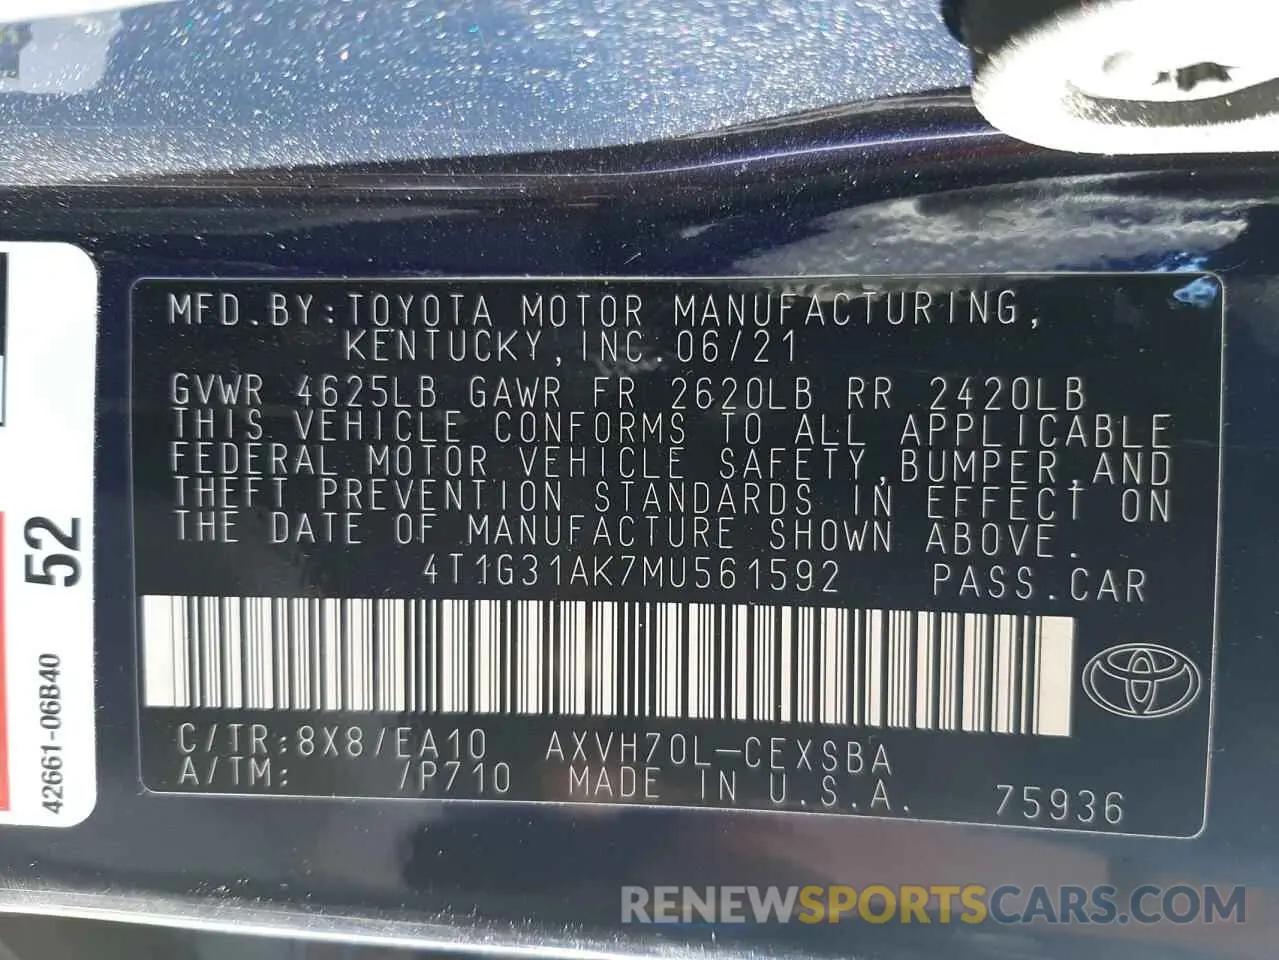 MFD.BY:TOYOTA MOTOR MANUFACTURING,
KENTUCKY,INC.06/21
GVWR 4625LB GAWR FR 2620LB RR 2420LB
THIS VEHICLE CONFORMS TO ALL APPLICABLE
FEDERAL MOTOR VEHICLE SAFETY,BUMPER,AND
THEFT PREVENTION STANDARDS IN EFFECT ON
THE DATE OF MANUFACTURE SHOWN ABOVE.
4T1G31AK7MU561592 PASS.CAR
C/TR:8X8/EA10 AXVH70L-CEXSBA
A/TM: /P710 MADE IN U.S.A. 75936
52
42661-06B40
RENEWSPORTSCARS.COM